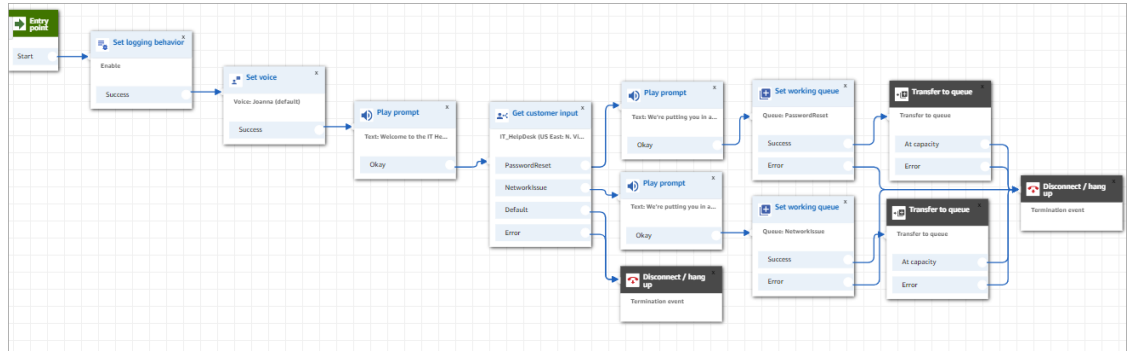 Entry
point
Start
Set logging behavior
x
Enable
Success
Set voice
x
Voice: Joanna (default)
Success
Play prompt
x
Text: Welcome to the IT He...
Okay
Get customer input
x
IT_HelpDesk (US East: N. Vi...
PasswordReset
NetworkIssue
Default
Error
Play prompt
x
Text: We're putting you in a...
Okay
Play prompt
x
Text: We're putting you in a...
Okay
Disconnect / hang
up
x
Termination event
Set working queue
x
Queue: PasswordReset
Success
Error
Set working queue
x
Queue: NetworkIssue
Success
Error
Transfer to queue
x
Transfer to queue
At capacity
Error
Transfer to queue
x
Transfer to queue
At capacity
Error
Disconnect / hang
up
x
Termination event